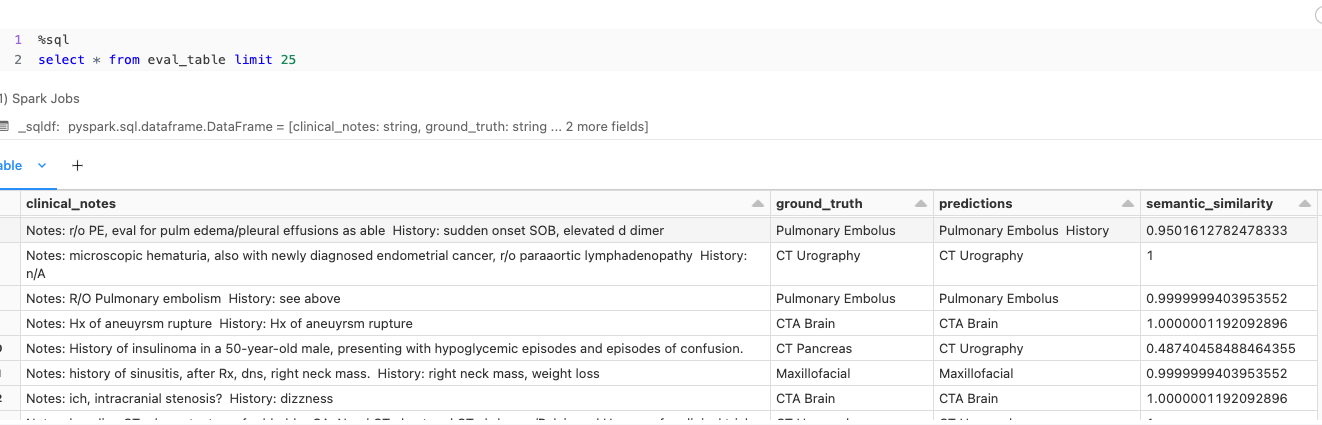 1 %sql
2 select * from eval_table limit 25
1) Spark Jobs
_sqldf: pyspark.sql.dataframe.DataFrame = [clinical_notes: string, ground_truth: string ... 2 more fields]
able +
clinical_notes ground_truth predictions semantic_similarity
Notes: r/o PE, eval for pulm edema/pleural effusions as able History: sudden onset SOB, elevated d dimer Pulmonary Embolus Pulmonary Embolus History 0.9501612782478333
Notes: microscopic hematuria, also with newly diagnosed endometrial cancer, r/o paraaortic lymphadenopathy History: CT Urography CT Urography 1
n/A
Notes: R/O Pulmonary embolism History: see above Pulmonary Embolus Pulmonary Embolus 0.9999999403953552
Notes: Hx of aneuyrsm rupture History: Hx of aneuyrsm rupture CTA Brain CTA Brain 1.0000001192092896
Notes: History of insulinoma in a 50-year-old male, presenting with hypoglycemic episodes and episodes of confusion. CT Pancreas CT Urography 0.48740458488464355
Notes: history of sinusitis, after Rx, dns, right neck mass. History: right neck mass, weight loss Maxillofacial Maxillofacial 0.9999999403953552
2 Notes: ich, intracranial stenosis? History: dizzness CTA Brain CTA Brain 1.0000001192092896